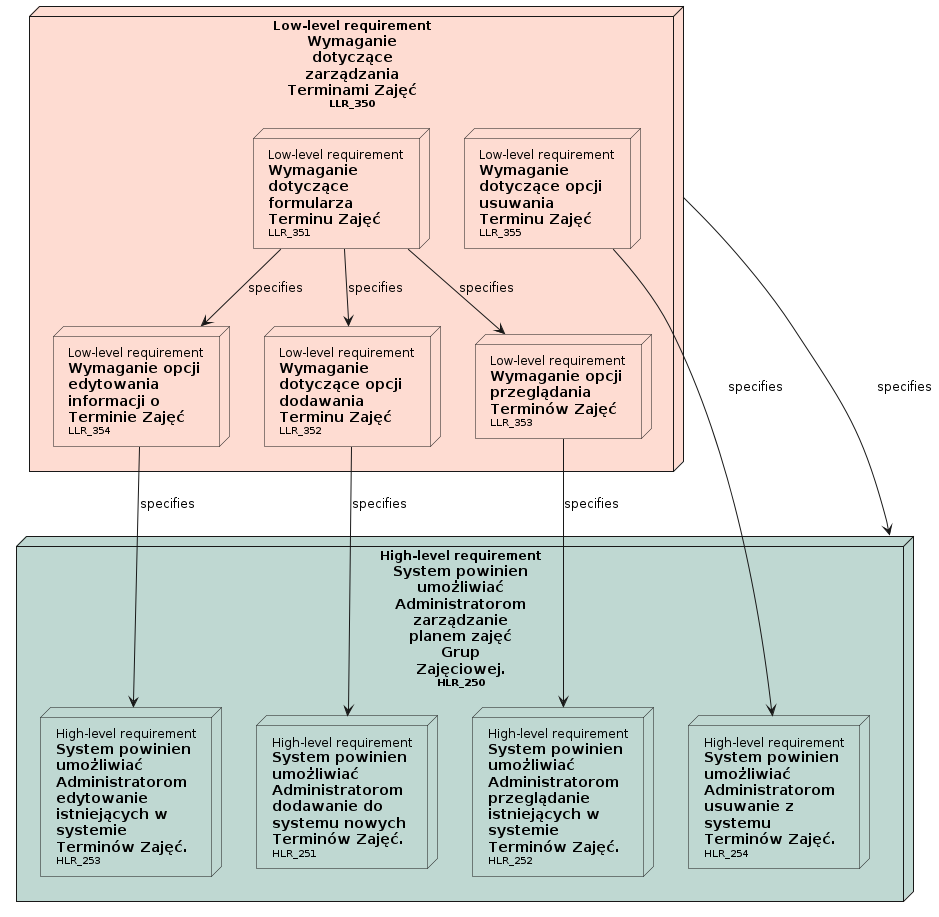 Low-level requirement
Wymaganie
dotyczące
zarządzania
Terminami Zajęć
LLR_350
Low-level requirement
Wymaganie
dotyczące
formularza
Terminu Zajęć
LLR_351
Low-level requirement
Wymaganie
dotyczące opcji
usuwania
Terminu Zajęć
LLR_355
specifies
specifies
specifies
Low-level requirement
Wymaganie opcji
edytowania
informacji o
Terminie Zajęć
LLR_354
Low-level requirement
Wymaganie
dotyczące opcji
dodawania
Terminu Zajęć
LLR_352
Low-level requirement
Wymaganie opcji
przeglądania
Terminów Zajęć
LLR_353
specifies
specifies
specifies
specifies
specifies
High-level requirement
System powinien
umożliwiać
Administratorom
zarządzanie
planem zajęć
Grup
Zajęciowej.
HLR_250
High-level requirement
System powinien
umożliwiać
Administratorom
edytowanie
istniejących w
systemie
Terminów Zajęć.
HLR_253
High-level requirement
System powinien
umożliwiać
Administratorom
dodawanie do
systemu nowych
Terminów Zajęć.
HLR_251
High-level requirement
System powinien
umożliwiać
Administratorom
przeglądanie
istniejących w
systemie
Terminów Zajęć.
HLR_252
High-level requirement
System powinien
umożliwiać
Administratorom
usuwanie z
systemu
Terminów Zajęć.
HLR_254